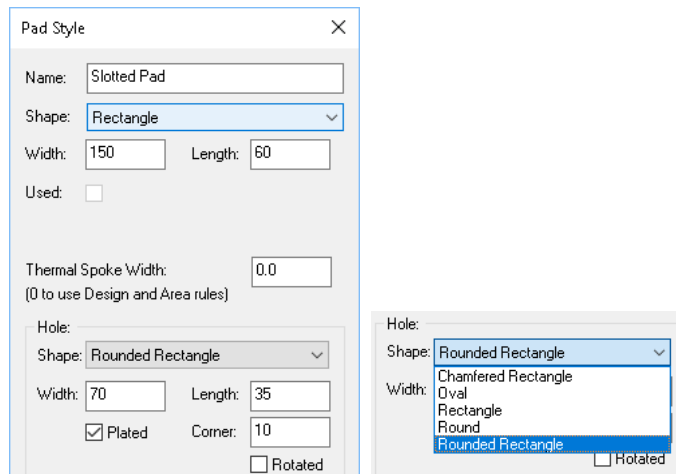 Pad Style
Name: Slotted Pad
Shape: Rectangle
Width: 150 Length: 60
Used:
Thermal Spoke Width: 0.0
(0 to use Design and Area rules)
Hole:
Shape: Rounded Rectangle
Width: 70 Length: 35
Plated Corner: 10
Rotated
Hole:
Shape: Rounded Rectangle
Chamfered Rectangle
Width: Oval
Rectangle
Round
Rounded Rectangle
Rotated